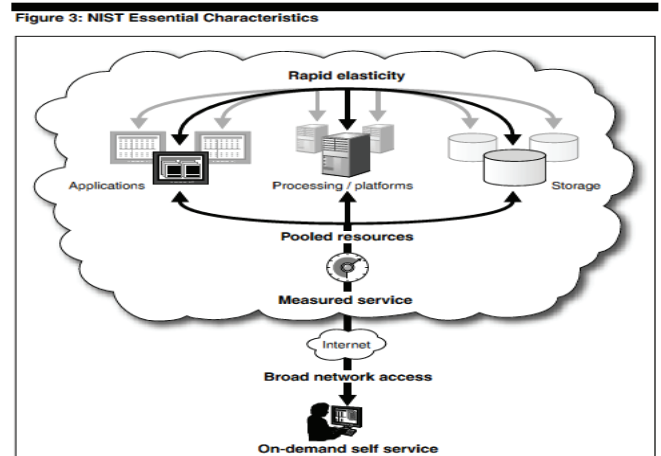 Figure 3: NIST Essential Characteristics
Rapid elasticity
Applications
Processing / platforms
Storage
Pooled resources
Measured service
Internet
Broad network access
On-demand self service